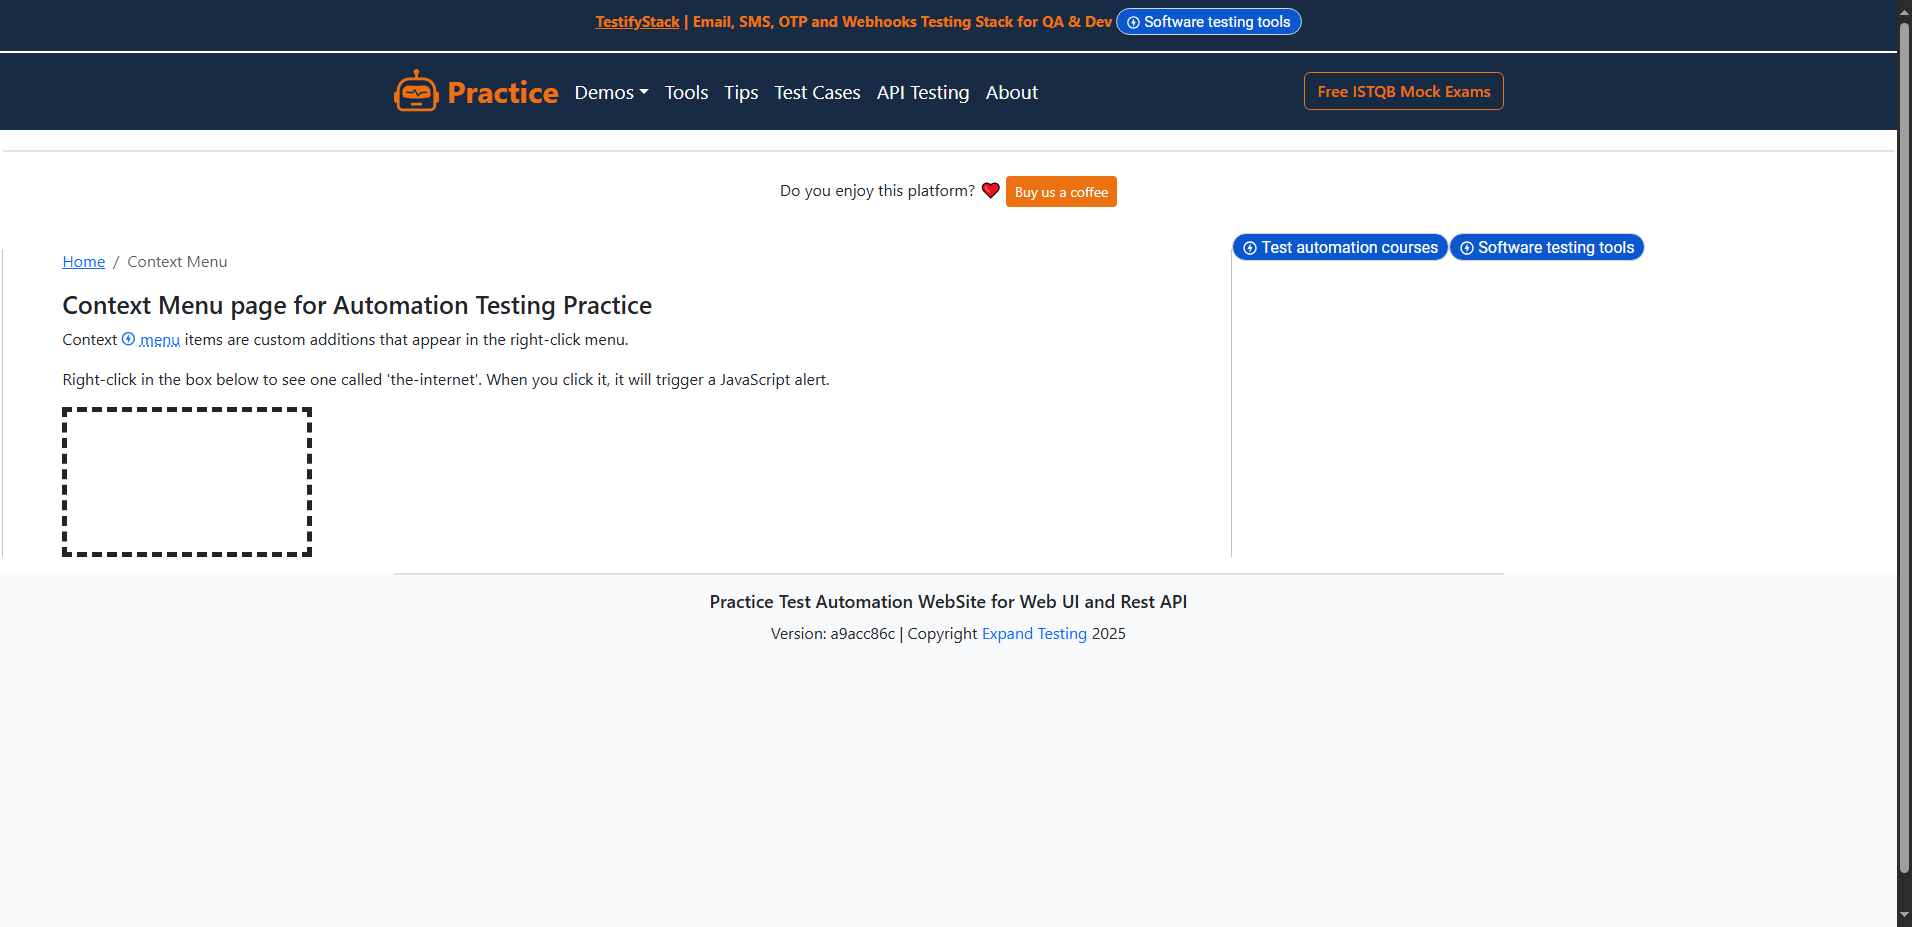 TestifyStack | Email, SMS, OTP and Webhooks Testing Stack for QA & Dev Software testing tools
Practice Demos Tools Tips Test Cases API Testing About Free ISTQB Mock Exams
Do you enjoy this platform? Buy us a coffee
Test automation courses Software testing tools
Home / Context Menu
Context Menu page for Automation Testing Practice
Context menu items are custom additions that appear in the right-click menu.
Right-click in the box below to see one called 'the-internet'. When you click it, it will trigger a JavaScript alert.
Practice Test Automation WebSite for Web UI and Rest API
Version: a9acc86c | Copyright Expand Testing 2025